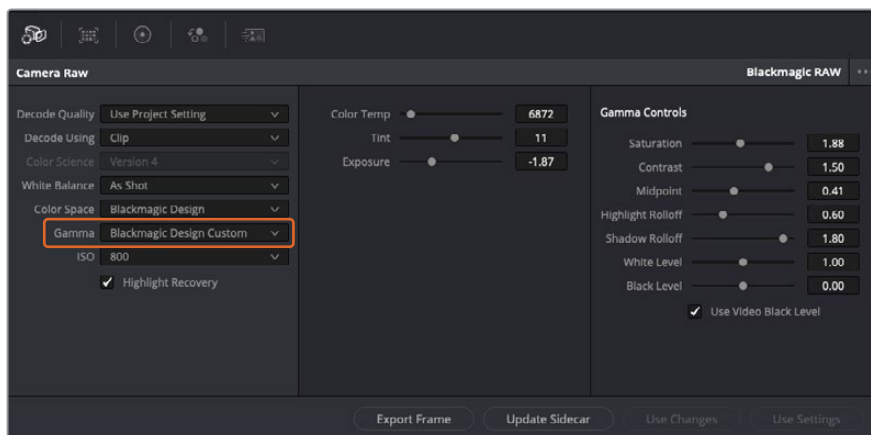 Camera Raw
Blackmagic RAW
Decode Quality Use Project Setting
Decode Using Clip
Color Science Version 4
White Balance As Shot
Color Space Blackmagic Design
Gamma Blackmagic Design Custom
ISO 800
Highlight Recovery
Color Temp 6872
Tint 11
Exposure -1.87
Gamma Controls
Saturation 1.88
Contrast 1.50
Midpoint 0.41
Highlight Rolloff 0.60
Shadow Rolloff 1.80
White Level 1.00
Black Level 0.00
Use Video Black Level
Export Frame
Update Sidecar
Use Changes
Use Settings